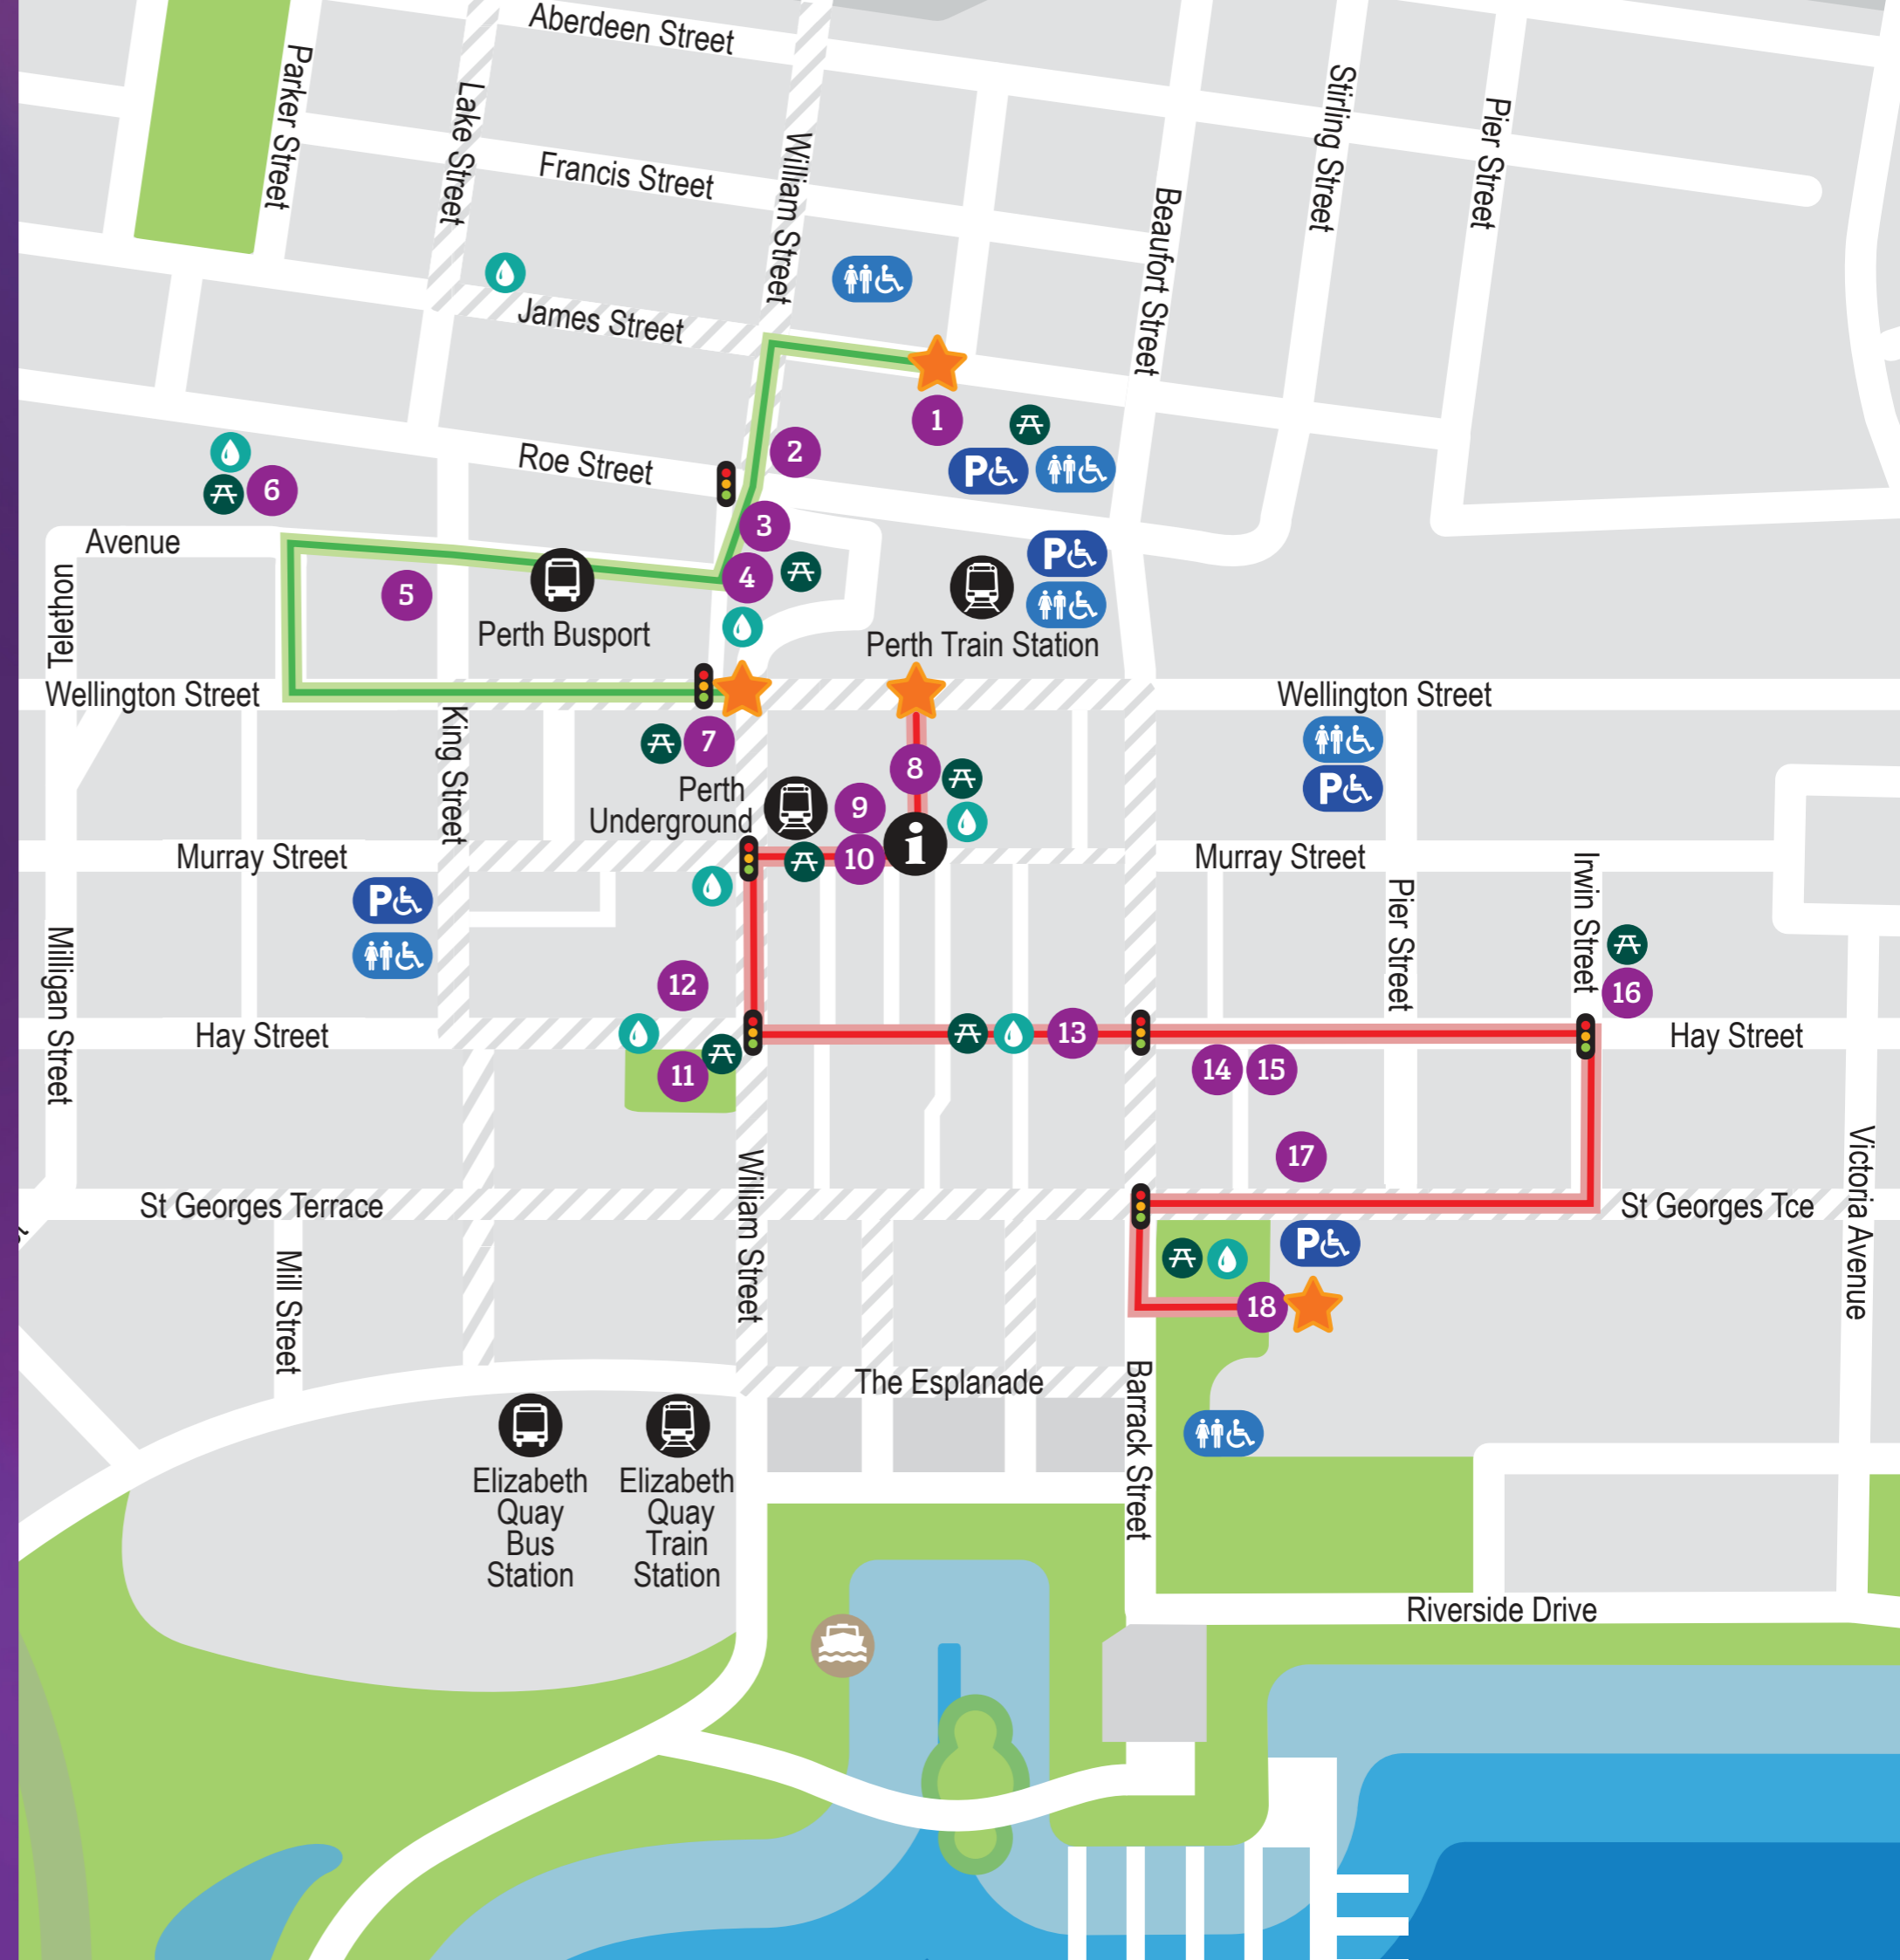 Aberdeen Street
Parker Street
Lake Street
Francis Street
William Street
Beaufort Street
Stirling Street
Pier Street
James Street
1
2
Roe Street
P
6
3
Avenue
P
4
5
Telethon
Perth Busport
Perth Train Station
Wellington Street
Wellington Street
King Street
7
8
P
Perth
Underground
9
i
10
Murray Street
Murray Street
P
Milligan Street
Pier Street
Irwin Street
12
16
Hay Street
13
Hay Street
11
14
15
17
William Street
Victoria Avenue
St Georges Terrace
St Georges Tce
P
Mill Street
18
The Esplanade
Barrack Street
Elizabeth
Quay
Bus
Station
Elizabeth
Quay
Train
Station
Riverside Drive